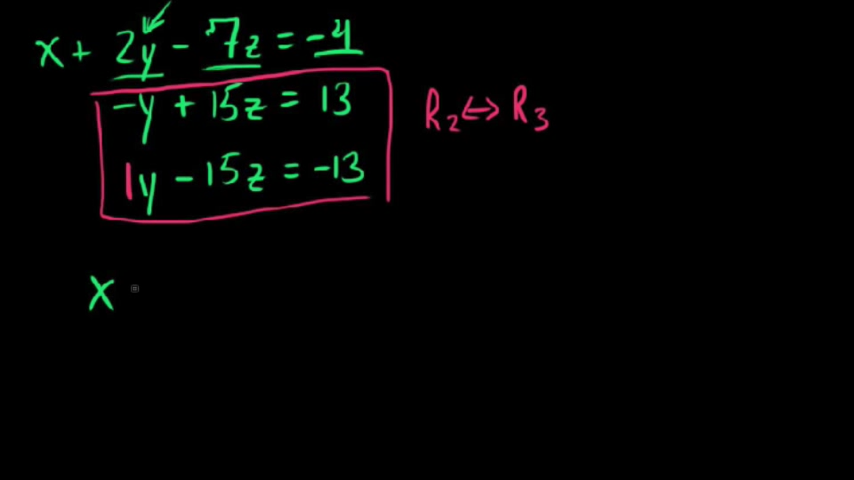 x + 2y - 7z = -4
-y + 15z = 13
R₂ ↔ R₃
1y - 15z = -13
x